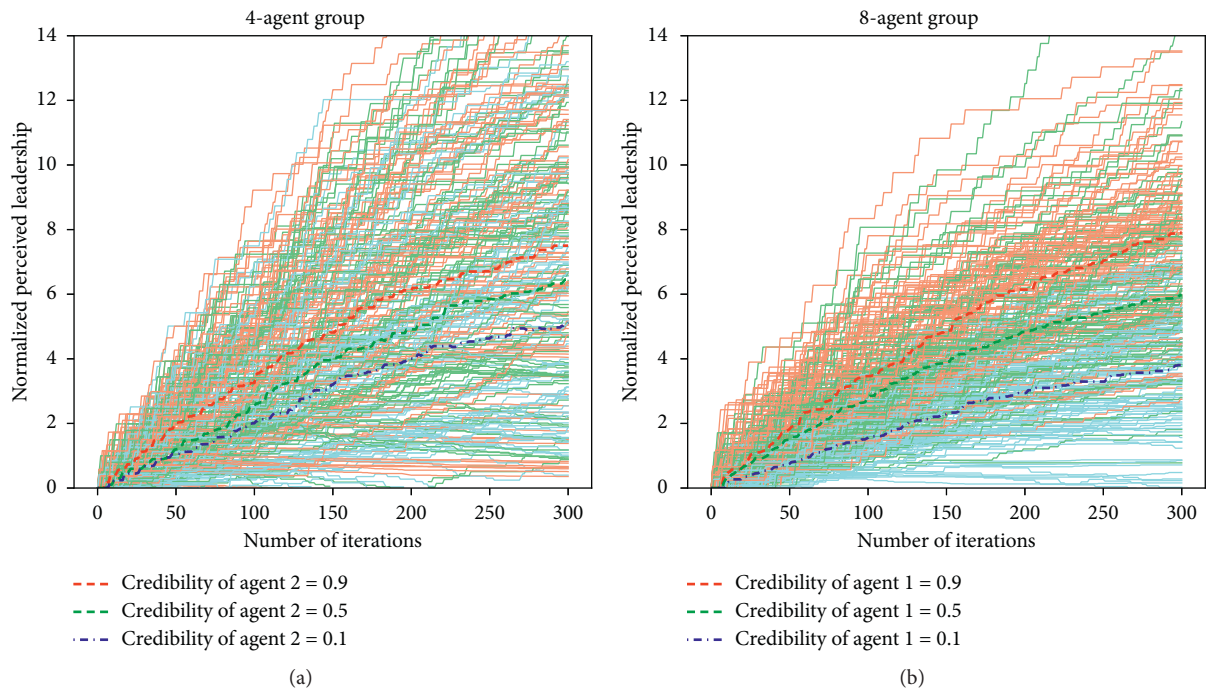 4-agent group
14
12
10
8
6
4
2
0
Normalized perceived leadership
0 50 100 150 200 250 300
Number of iterations
Credibility of agent 2 = 0.9
Credibility of agent 2 = 0.5
Credibility of agent 2 = 0.1
(a)
8-agent group
14
12
10
8
6
4
2
0
Normalized perceived leadership
0 50 100 150 200 250 300
Number of iterations
Credibility of agent 1 = 0.9
Credibility of agent 1 = 0.5
Credibility of agent 1 = 0.1
(b)